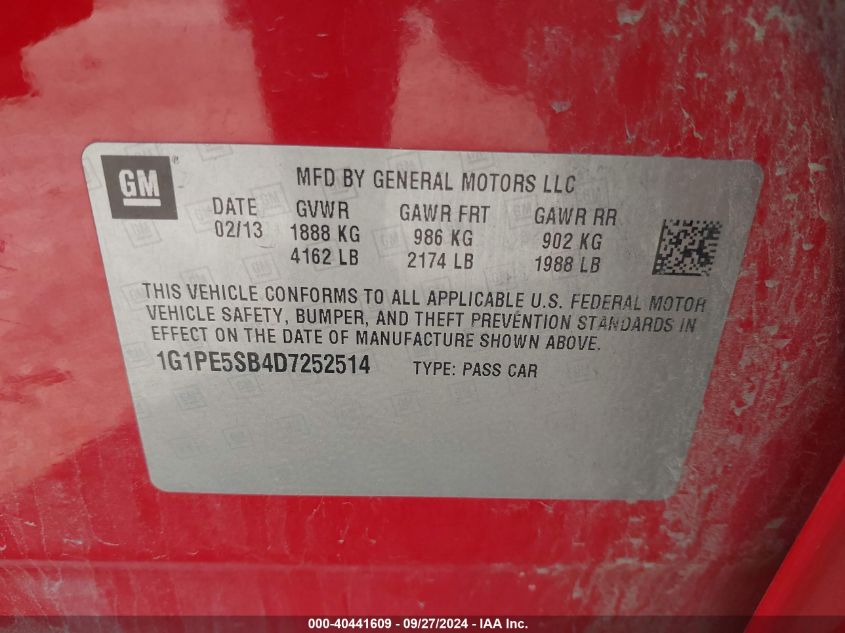 GM
MFD BY GENERAL MOTORS LLC
DATE GVWR GAWR FRT GAWR RR
02/13 1888 KG 986 KG 902 KG
4162 LB 2174 LB 1988 LB
THIS VEHICLE CONFORMS TO ALL APPLICABLE U.S. FEDERAL MOTOR
VEHICLE SAFETY, BUMPER, AND THEFT PREVENTION STANDARDS IN
EFFECT ON THE DATE OF MANUFACTURE SHOWN ABOVE.
1G1PE5SB4D7252514 TYPE: PASS CAR
000-40441609 - 09/27/2024 - IAA Inc.